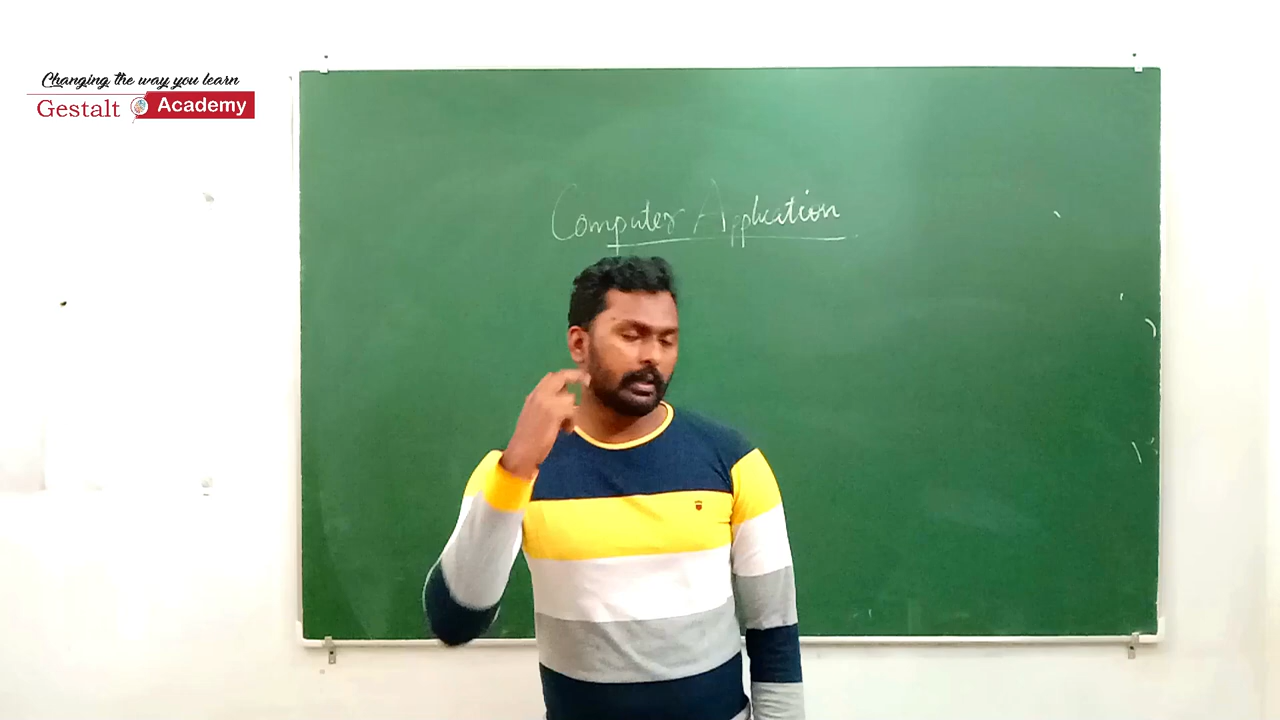 Changing the way you learn
Gestalt Academy
Computer Application